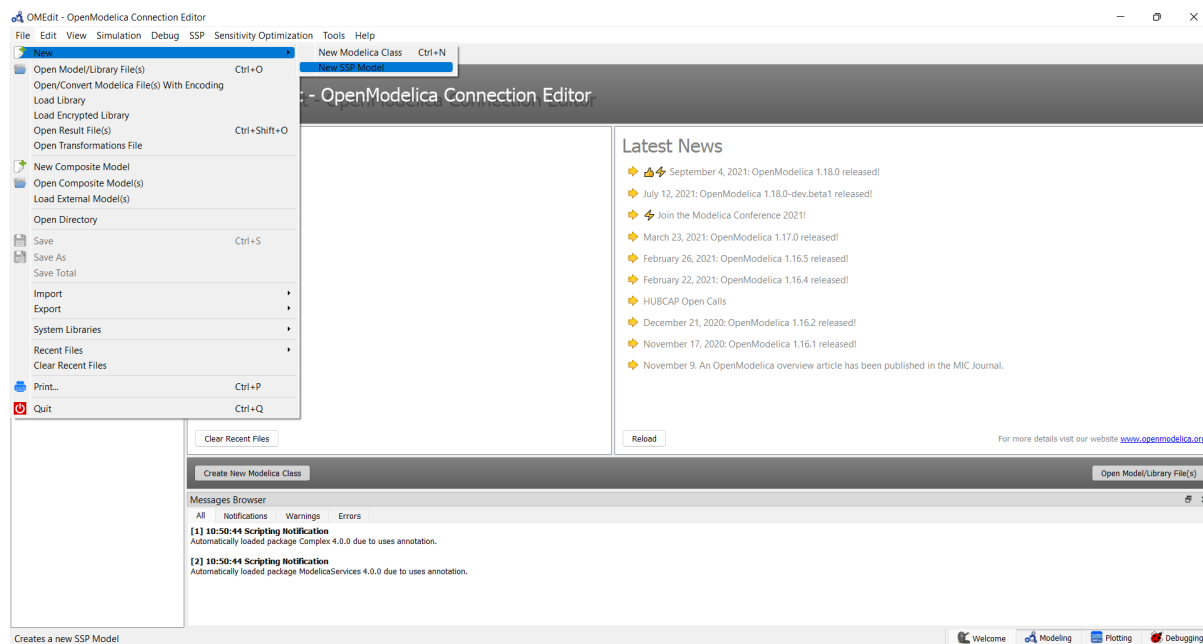 OMEdit - OpenModelica Connection Editor
File Edit View Simulation Debug SSP Sensitivity Optimization Tools Help
New
New Modelica Class Ctrl+N
New SSP Model
Open Model/Library File(s) Ctrl+O
Open/Convert Modelica File(s) With Encoding
Load Library
Load Encrypted Library
Open Result File(s) Ctrl+Shift+O
Open Transformations File
New Composite Model
Open Composite Model(s)
Load External Model(s)
Open Directory
Save Ctrl+S
Save As
Save Total
Import
Export
System Libraries
Recent Files
Clear Recent Files
Print... Ctrl+P
Quit Ctrl+Q
- OpenModelica Connection Editor
Latest News
September 4, 2021: OpenModelica 1.18.0 released!
July 12, 2021: OpenModelica 1.18.0-dev.beta1 released!
Join the Modelica Conference 2021!
March 23, 2021: OpenModelica 1.17.0 released!
February 26, 2021: OpenModelica 1.16.5 released!
February 22, 2021: OpenModelica 1.16.4 released!
HUBCAP Open Calls
December 21, 2020: OpenModelica 1.16.2 released!
November 17, 2020: OpenModelica 1.16.1 released!
November 9. An OpenModelica overview article has been published in the MIC Journal.
Clear Recent Files
Reload
For more details visit our website www.openmodelica.org
Create New Modelica Class
Open Model/Library File(s)
Messages Browser
All Notifications Warnings Errors
[1] 10:50:44 Scripting Notification
Automatically loaded package Complex 4.0.0 due to uses annotation.
[2] 10:50:44 Scripting Notification
Automatically loaded package ModelicaServices 4.0.0 due to uses annotation.
Creates a new SSP Model
Welcome Modeling Plotting Debugging